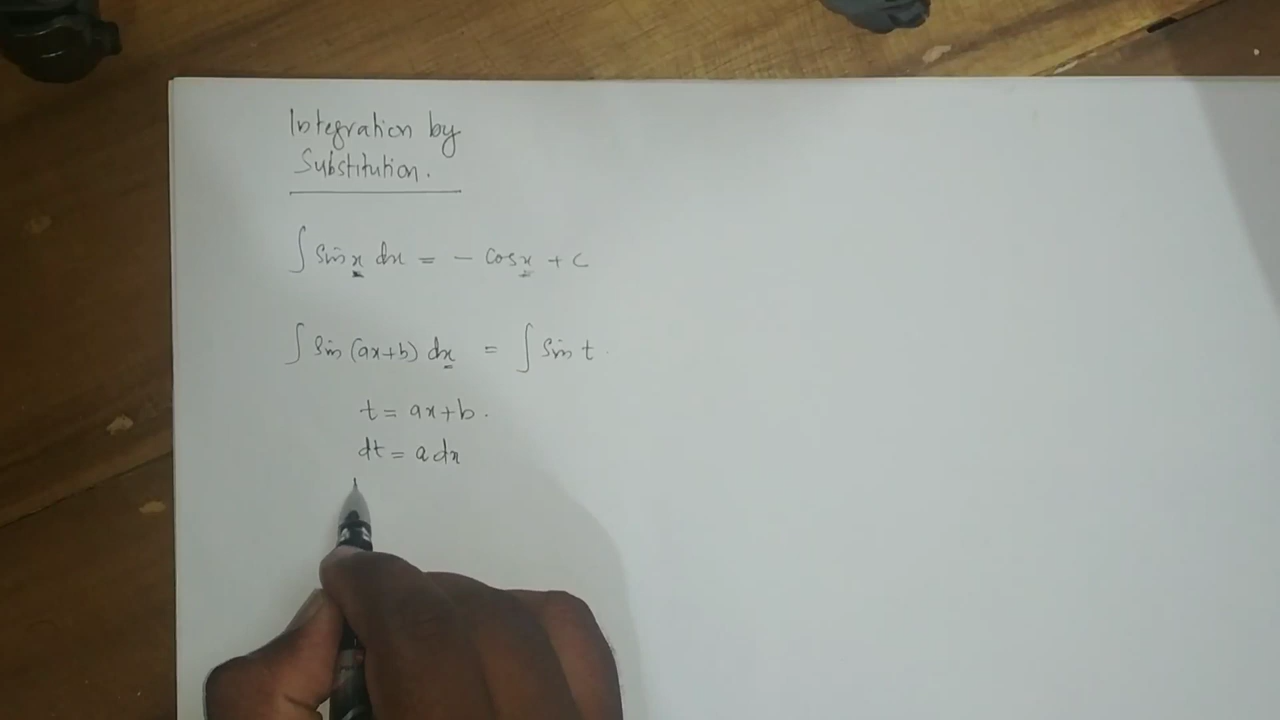 Integration by
Substitution.
∫ sin x dx = - cos x + c
∫ sin (ax+b) dx = ∫ sin t .
t = ax+b .
dt = a dx